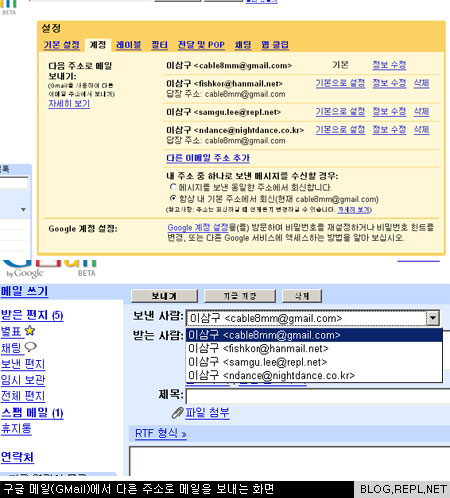 BETA
설정
기본 설정 계정 레이블 필터 전달 및 POP 채팅 웹 클립
다음 주소로 메일 보내기:
(Gmail을 사용하여 다른 이메일 주소에서 보내기)
자세히 보기
이삼구 <cable8mm@gmail.com> 기본 정보 수정
이삼구 <fishkor@hanmail.net> 기본으로 설정 정보 수정 삭제
답장 주소: cable8mm@gmail.com
이삼구 <samgu.lee@repl.net> 기본으로 설정 정보 수정 삭제
이삼구 <ndance@nightdance.co.kr> 기본으로 설정 정보 수정 삭제
답장 주소: cable8mm@gmail.com
다른 이메일 주소 추가
내 주소 중 하나로 보낸 메시지를 수신할 경우:
메시지를 보낸 동일한 주소에서 회신합니다.
항상 내 기본 주소에서 회신(현재 cable8mm@gmail.com)
(참고사항: 주소는 회신하실 때 언제든지 변경하실 수 있습니다. 자세히 보기)
Google 계정 설정:
Google 계정 설정을(를) 방문하여 비밀번호를 재설정하거나 비밀번호 힌트를
변경, 또는 다른 Google 서비스에 액세스하는 방법을 알아 보십시오.
by Google BETA
메일 쓰기
받은 편지 (5)
별표
채팅
보낸 편지
임시 보관
전체 편지
스팸 메일 (1)
휴지통
연락처
보내기 지금 저장 삭제
보낸 사람: 이삼구 <cable8mm@gmail.com>
받는 사람:
이삼구 <cable8mm@gmail.com>
이삼구 <fishkor@hanmail.net>
이삼구 <samgu.lee@repl.net>
이삼구 <ndance@nightdance.co.kr>
제목:
파일 첨부
RTF 형식 »
구글 메일(GMail)에서 다른 주소로 메일을 보내는 화면
BLOG.REPL.NET